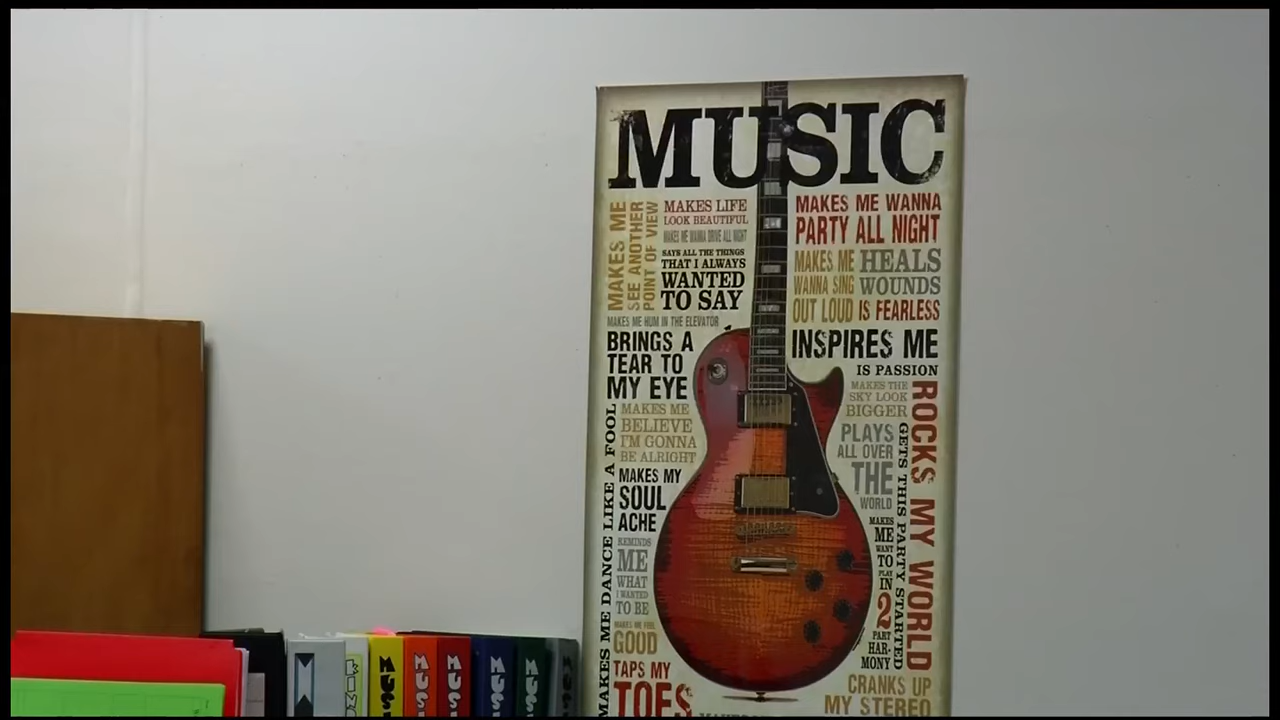 MUSIC
MAKES ME
SEE ANOTHER
POINT OF VIEW
MAKES LIFE
LOOK BEAUTIFUL
MAKES ME WANNA DRIVE ALL NIGHT
SAYS ALL THE THINGS
THAT I ALWAYS
WANTED
TO SAY
MAKES ME HUM IN THE ELEVATOR
BRINGS A
TEAR TO
MY EYE
MAKES ME DANCE LIKE A FOOL
MAKES ME
BELIEVE
I'M GONNA
BE ALRIGHT
MAKES MY
SOUL
ACHE
REMINDS
ME
WHAT
I WANTED
TO BE
MAKES ME FEEL
GOOD
TAPS MY
TOES
MAKES ME WANNA
PARTY ALL NIGHT
MAKES ME
WANNA SING
OUT LOUD
HEALS
WOUNDS
IS FEARLESS
INSPIRES ME
IS PASSION
MAKES THE
SKY LOOK
BIGGER
ROCKS MY WORLD
GETS THIS PARTY STARTED
PLAYS
ALL OVER
THE
WORLD
MAKES
ME
WANT
TO
PLAY
IN
2
PART
HAR-
MONY
CRANKS UP
MY STEREO
MUSI
MUSI
MUSI
MUSI
MUSI